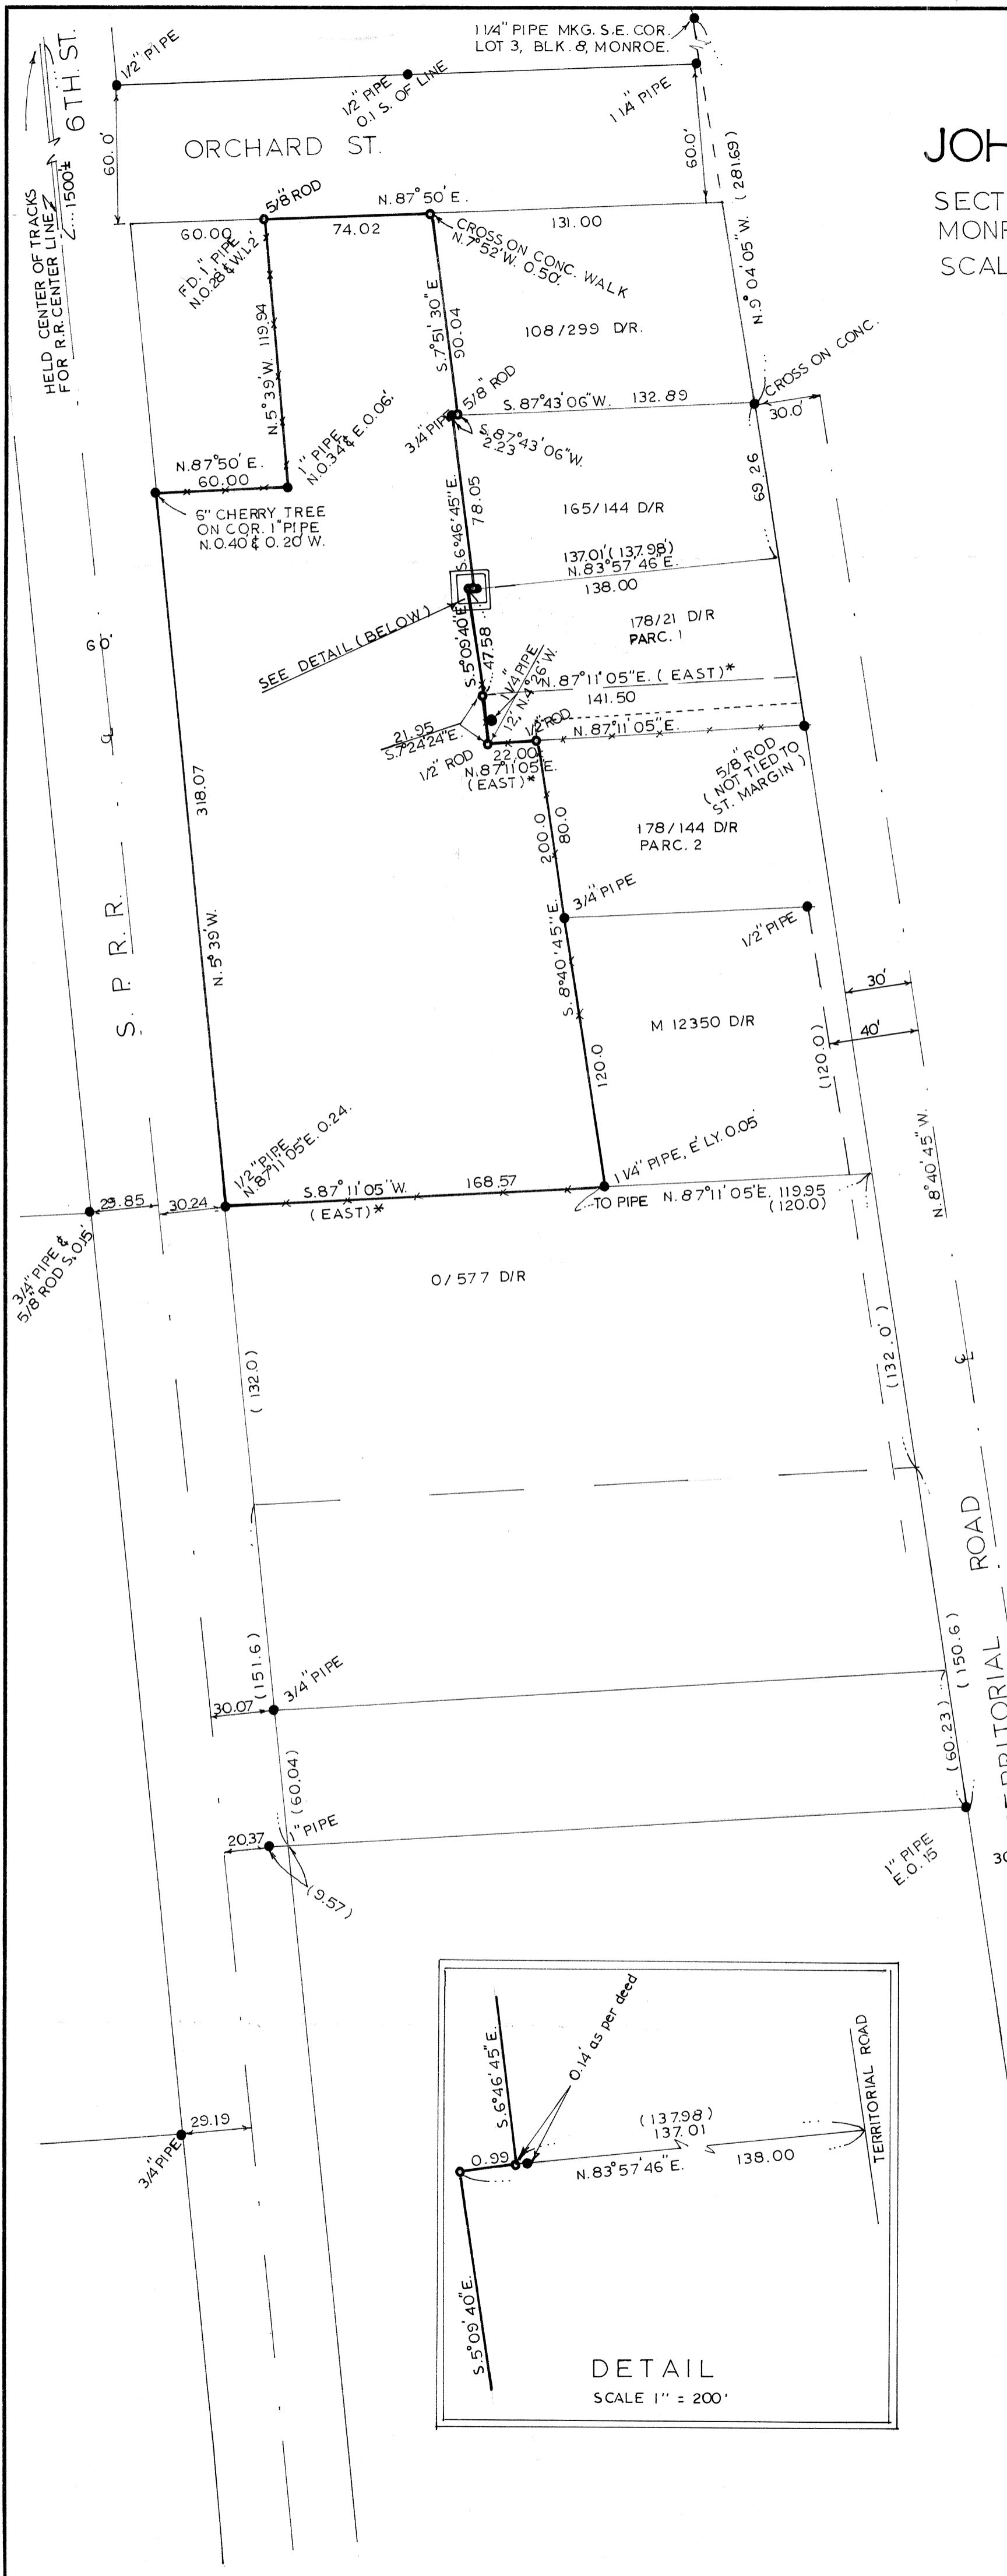 1 1/4" PIPE MKG. S.E. COR.
LOT 3, BLK. 8, MONROE.
1/2" PIPE
6TH. ST.
HELD CENTER OF TRACKS
FOR R.R. CENTER LINE
1500'±
60.0'
1/2" PIPE
0.1 S. OF LINE
1 1/4 PIPE
ORCHARD ST.
60.0'
(281.69)
N.9°04'05"W.
JOH
SECT
MONR
SCAL
5/8" ROD
N.87°50'E.
60.00
74.02
131.00
FD. 1" PIPE
N.0.28' & W.1.2'
CROSS ON CONC. WALK
N.7°52'W. 0.50'.
S.7°51'30"E
90.04
108/299 D/R.
N.5°39'W. 119.94
CROSS ON CONC.
5/8" ROD
S.87°43'06"W. 132.89
30.0'
3/4" PIPE
S.87°43'06"W.
2.23
1" PIPE
N.0.34' & E.0.06'.
N.87°50'E.
60.00
6" CHERRY TREE
ON COR. 1" PIPE
N.0.40' & 0.20'W.
S.6°46'45"E.
78.05
69.26
165/144 D/R
137.01' (137.98')
N.83°57'46"E.
138.00
SEE DETAIL (BELOW)
178/21 D/R
PARC. 1
60'
S.5°09'40"E
47.58
1 1/4 PIPE
12', N.4°26'W.
N.87°11'05"E. (EAST)*
141.50
21.95
S.7°24'24"E.
1/2" ROD
1/2" ROD
22.00
N.87°11'05"E.
(EAST)*
N.87°11'05"E.
5/8" ROD
(NOT TIED TO
ST. MARGIN)
318.07
N.5°39'W.
200.0
80.0
178/144 D/R
PARC. 2
3/4" PIPE
1/2" PIPE
S. P. R. R.
S. 8°40'45"E.
30'
40'
M 12350 D/R
120.0
(120.0)
N.8°40'45"W.
1/2" PIPE
N.87°11'05"E. 0.24.
1 1/4" PIPE, E'LY. 0.05'
29.85
30.24
S.87°11'05"W. 168.57
(EAST)*
TO PIPE N.87°11'05"E. 119.95
(120.0)
3/4" PIPE &
5/8" ROD S.0.15'
0/577 D/R
(132.0)
(132.0')
ROAD
TERRITORIAL
(151.6)
3/4" PIPE
30.07
(150.6)
(60.04)
(60.23)
20.37
1" PIPE
(9.57)
1" PIPE
E.0.15
30
29.19
3/4" PIPE
S.6°46'45"E.
0.14' as per deed
(137.98)
137.01
0.99
N.83°57'46"E.
138.00
TERRITORIAL ROAD
S.5°09'40"E.
DETAIL
SCALE 1" = 200'